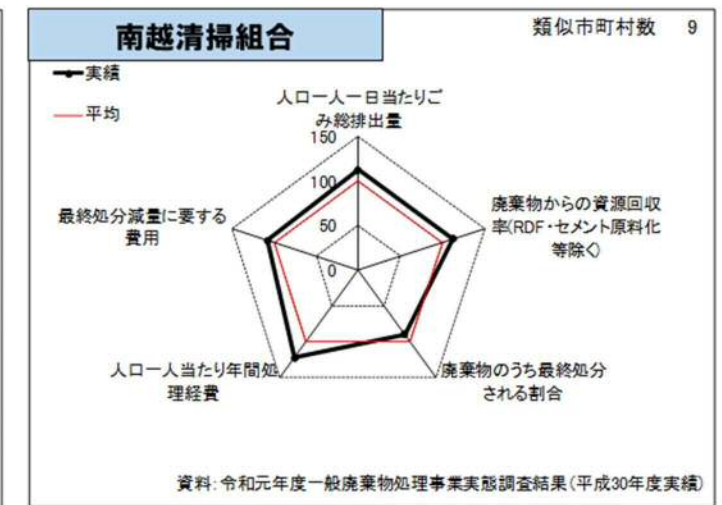 南越清掃組合
類似市町村数 9
実績
平均
人口一人一日当たりご
み総排出量
150
100
50
0
廃棄物からの資源回収
率(RDF・セメント原料化
等除く)
廃棄物のうち最終処分
される割合
人口一人当たり年間処
理経費
最終処分減量に要する
費用
資料:令和元年度一般廃棄物処理事業実態調査結果(平成30年度実績)